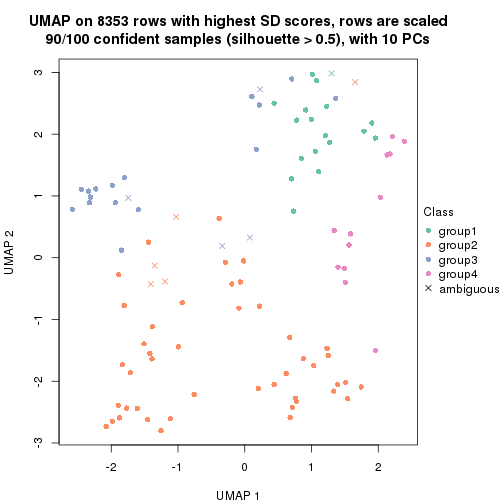 UMAP on 8353 rows with highest SD scores, rows are scaled
90/100 confident samples (silhouette > 0.5), with 10 PCs
3
2
1
0
-1
-2
-3
UMAP 2
-2
-1
0
1
2
UMAP 1
Class
group1
group2
group3
group4
ambiguous